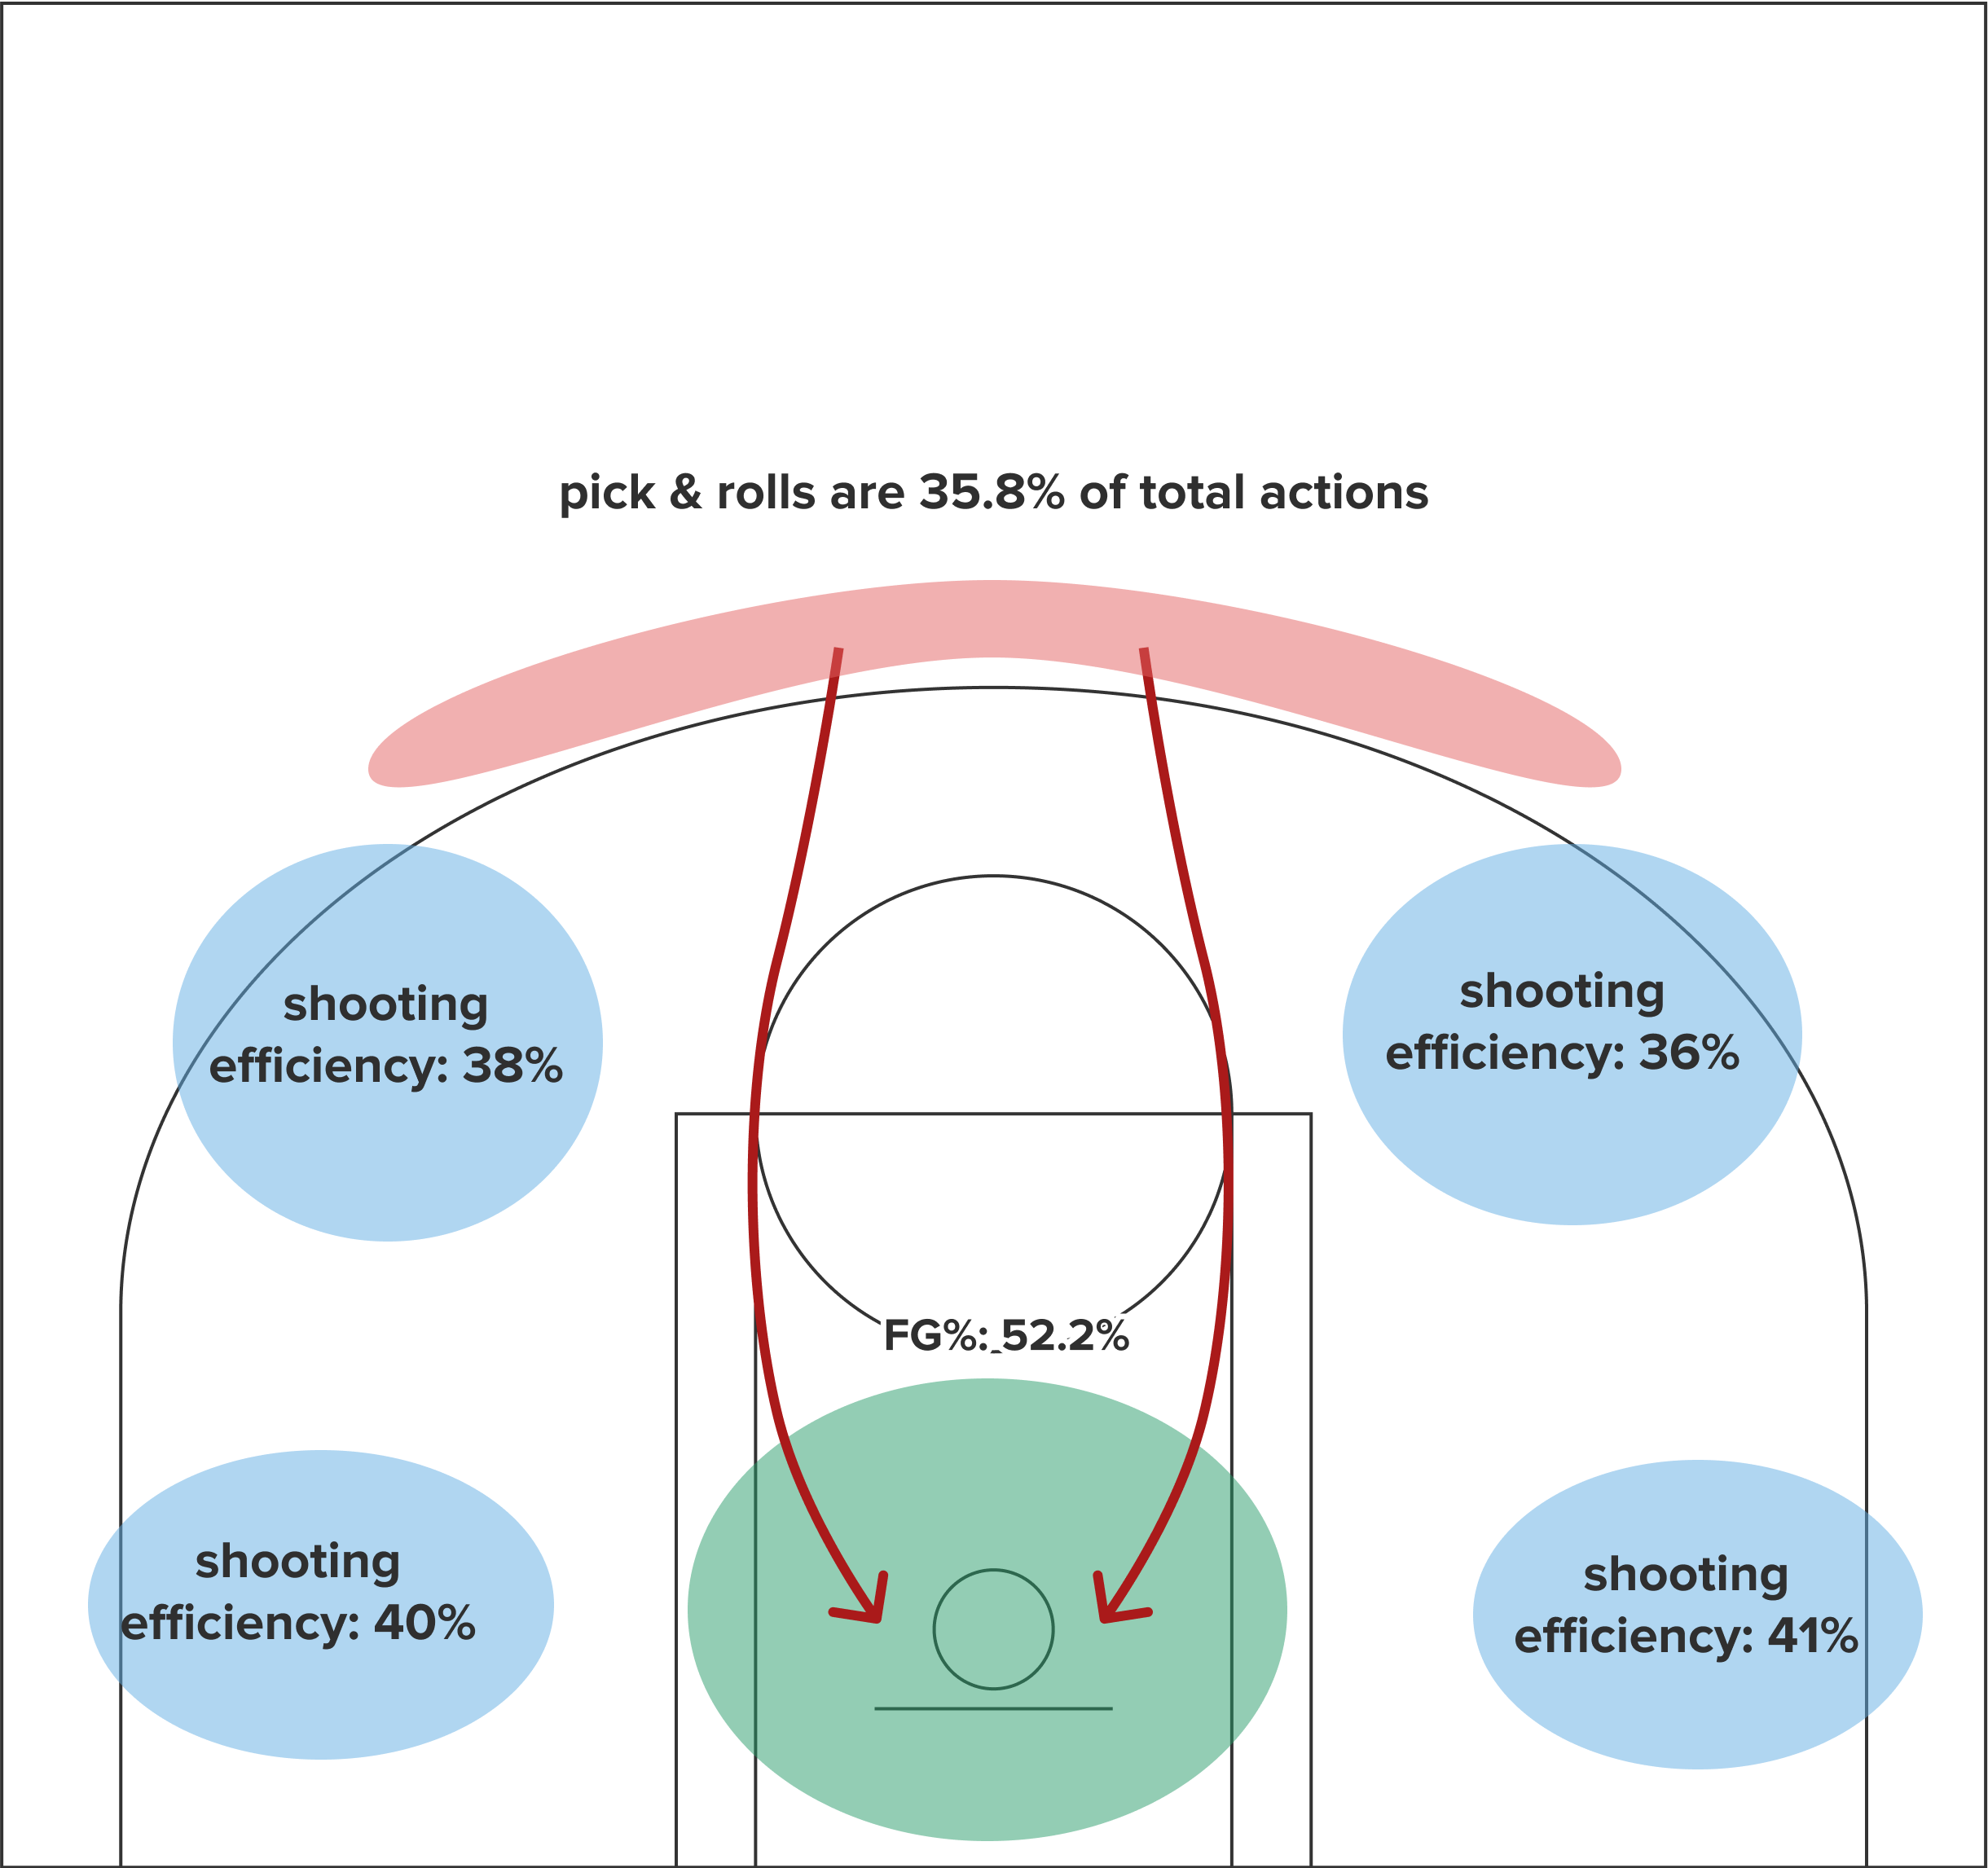 pick & rolls are 35.8% of total actions
shooting
efficiency: 38%
shooting
efficiency: 36%
FG%: 52.2%
shooting
efficiency: 40%
shooting
efficiency: 41%